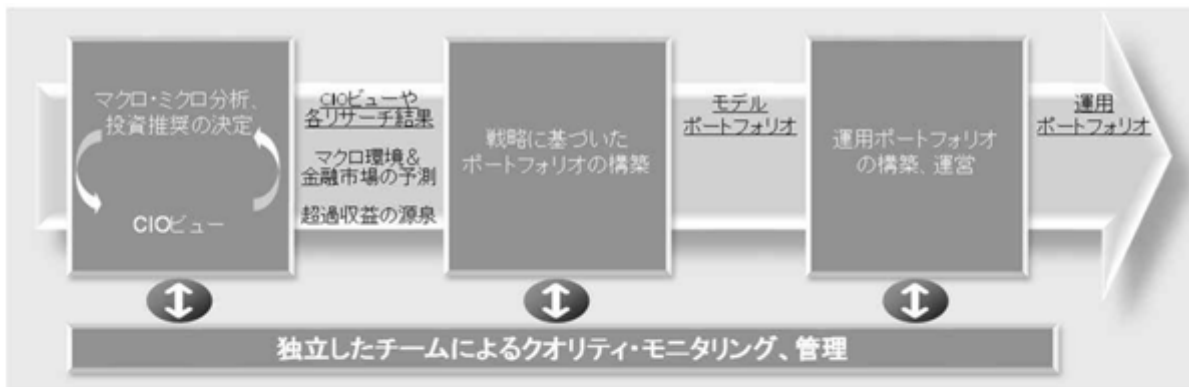 マクロ・ミクロ分析、
投資推奨の決定
CIOビュー
CIOビューや
各リサーチ結果
マクロ環境＆
金融市場の予測
超過収益の源泉
戦略に基づいた
ポートフォリオの構築
モデル
ポートフォリオ
運用ポートフォリオ
の構築、運営
運用
ポートフォリオ
独立したチームによるクオリティ・モニタリング、管理